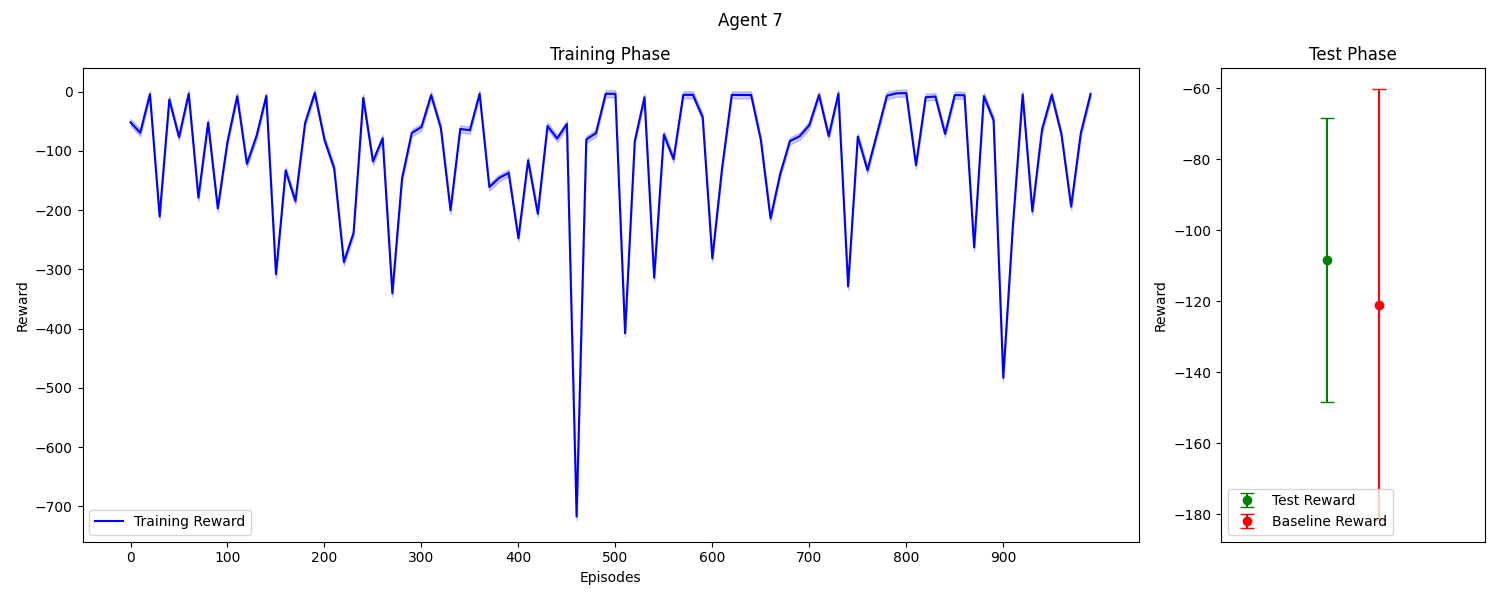 Agent 7
Training Phase
Reward
0
−100
−200
−300
−400
−500
−600
−700
0 100 200 300 400 500 600 700 800 900
Episodes
Training Reward
Test Phase
Reward
−60
−80
−100
−120
−140
−160
−180
Test Reward
Baseline Reward